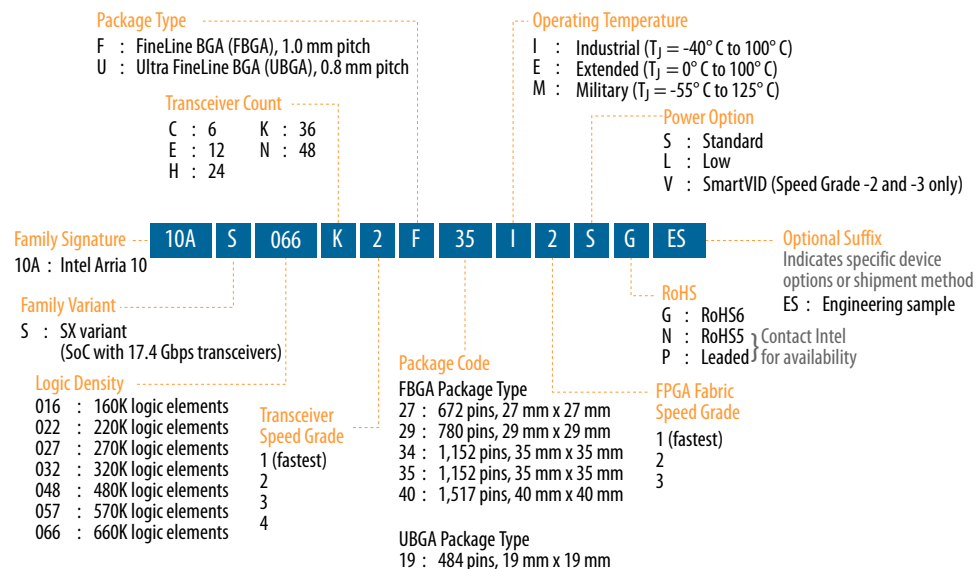 Package Type
F : FineLine BGA (FBGA), 1.0 mm pitch
U : Ultra FineLine BGA (UBGA), 0.8 mm pitch
Operating Temperature
I : Industrial (TJ = -40° C to 100° C)
E : Extended (TJ = 0° C to 100° C)
M : Military (TJ = -55° C to 125° C)
Transceiver Count
C : 6 K : 36
E : 12 N : 48
H : 24
Power Option
S : Standard
L : Low
V : SmartVID (Speed Grade -2 and -3 only)
10A S 066 K 2 F 35 I 2 S G ES
Family Signature
10A : Intel Arria 10
Optional Suffix
Indicates specific device
options or shipment method
ES : Engineering sample
Family Variant
S : SX variant
(SoC with 17.4 Gbps transceivers)
RoHS
G : RoHS6
N : RoHS5
P : Leaded
Contact Intel
for availability
Logic Density
016 : 160K logic elements
022 : 220K logic elements
027 : 270K logic elements
032 : 320K logic elements
048 : 480K logic elements
057 : 570K logic elements
066 : 660K logic elements
Transceiver
Speed Grade
1 (fastest)
2
3
4
Package Code
FBGA Package Type
27 : 672 pins, 27 mm x 27 mm
29 : 780 pins, 29 mm x 29 mm
34 : 1,152 pins, 35 mm x 35 mm
35 : 1,152 pins, 35 mm x 35 mm
40 : 1,517 pins, 40 mm x 40 mm
UBGA Package Type
19 : 484 pins, 19 mm x 19 mm
FPGA Fabric
Speed Grade
1 (fastest)
2
3